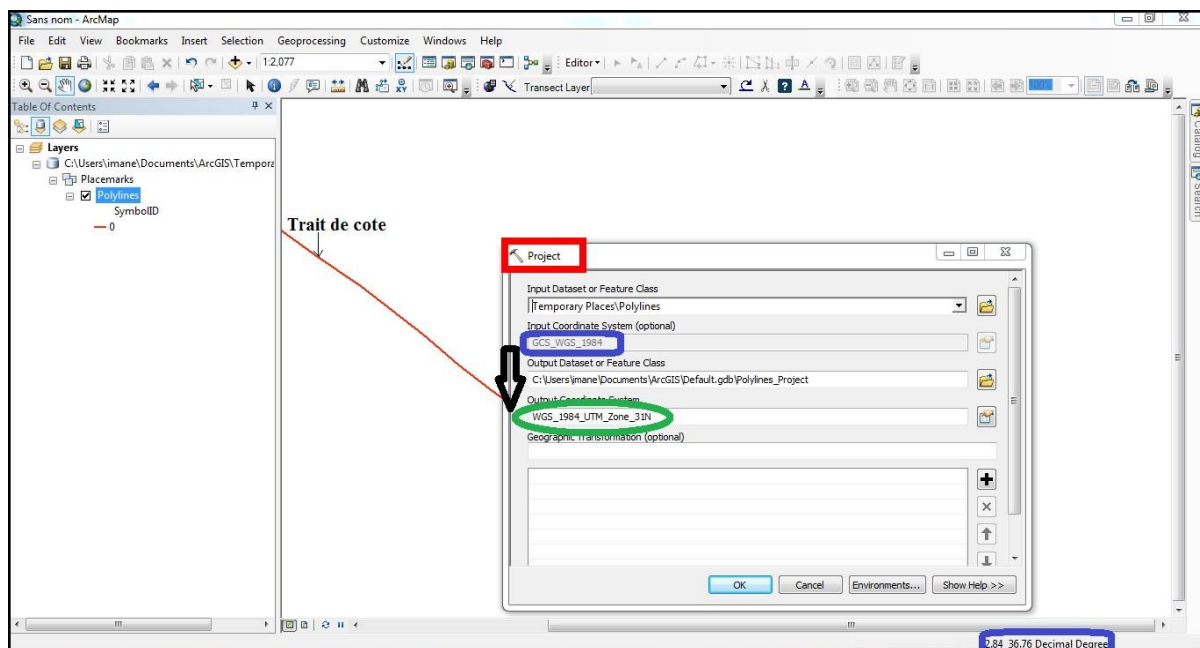 Sans nom - ArcMap
File Edit View Bookmarks Insert Selection Geoprocessing Customize Windows Help
1:2,077
Editor
Transect Layer
100%
Table Of Contents
Layers
C:\Users\imane\Documents\ArcGIS\Tempora
Placemarks
Polylines
SymbolID
0
Trait de cote
Project
Input Dataset or Feature Class
Temporary Places\Polylines
Input Coordinate System (optional)
GCS_WGS_1984
Output Dataset or Feature Class
C:\Users\imane\Documents\ArcGIS\Default.gdb\Polylines_Project
Output Coordinate System
WGS_1984_UTM_Zone_31N
Geographic Transformation (optional)
OK Cancel Environments... Show Help >>
Catalog
Search
2.84 36.76 Decimal Degree